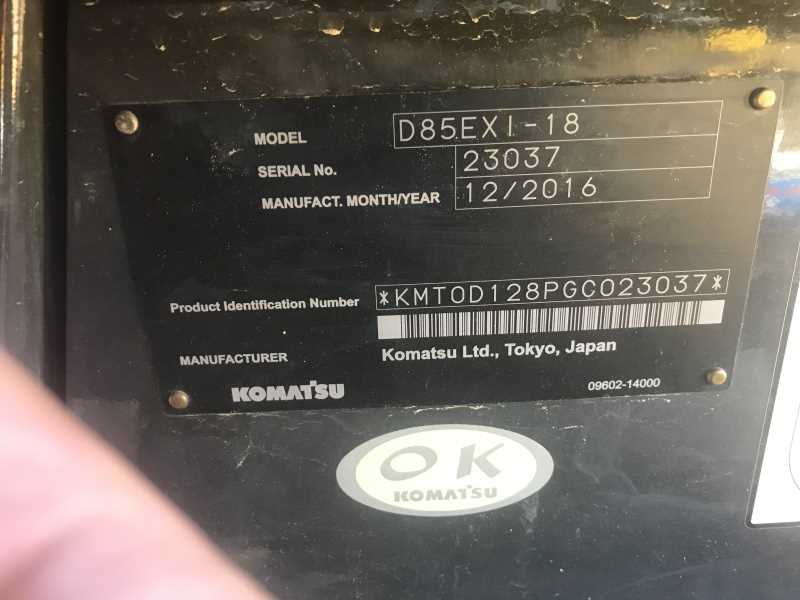 MODEL D85EXI-18
SERIAL No. 23037
MANUFACT. MONTH/YEAR 12/2016
Product Identification Number *KMT0D128PGC023037*
MANUFACTURER Komatsu Ltd., Tokyo, Japan
KOMATSU 09602-14000
OK
KOMATSU